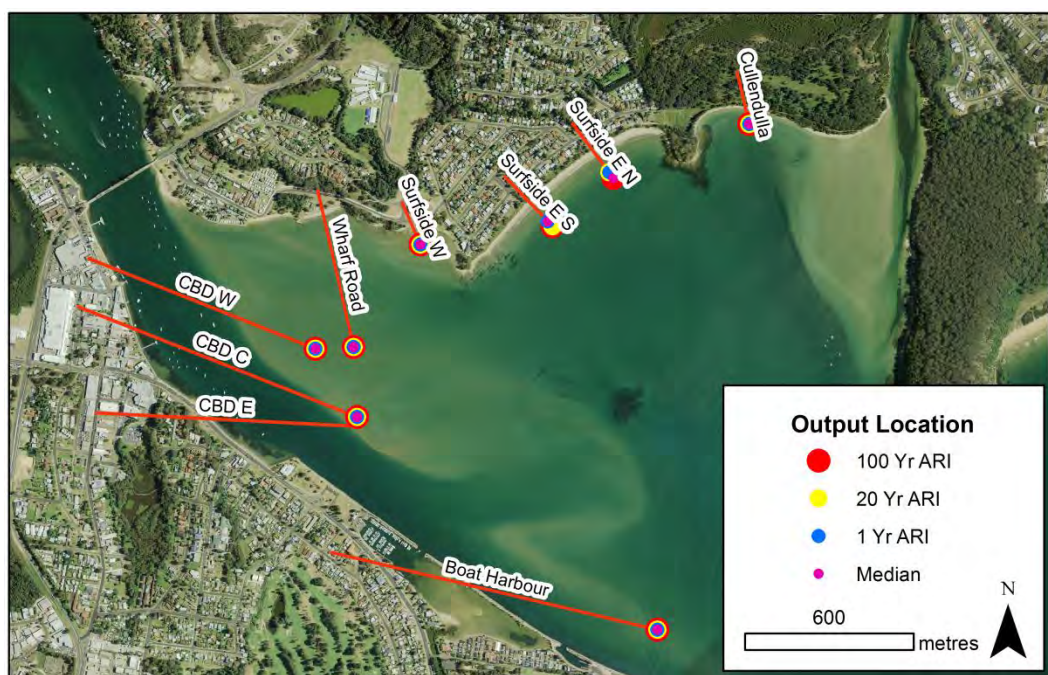 Cullendulla
Surfside E N
Surfside E S
Surfside W
Wharf Road
CBD W
CBD C
CBD E
Boat Harbour
Output Location
100 Yr ARI
20 Yr ARI
1 Yr ARI
Median
N
600
metres